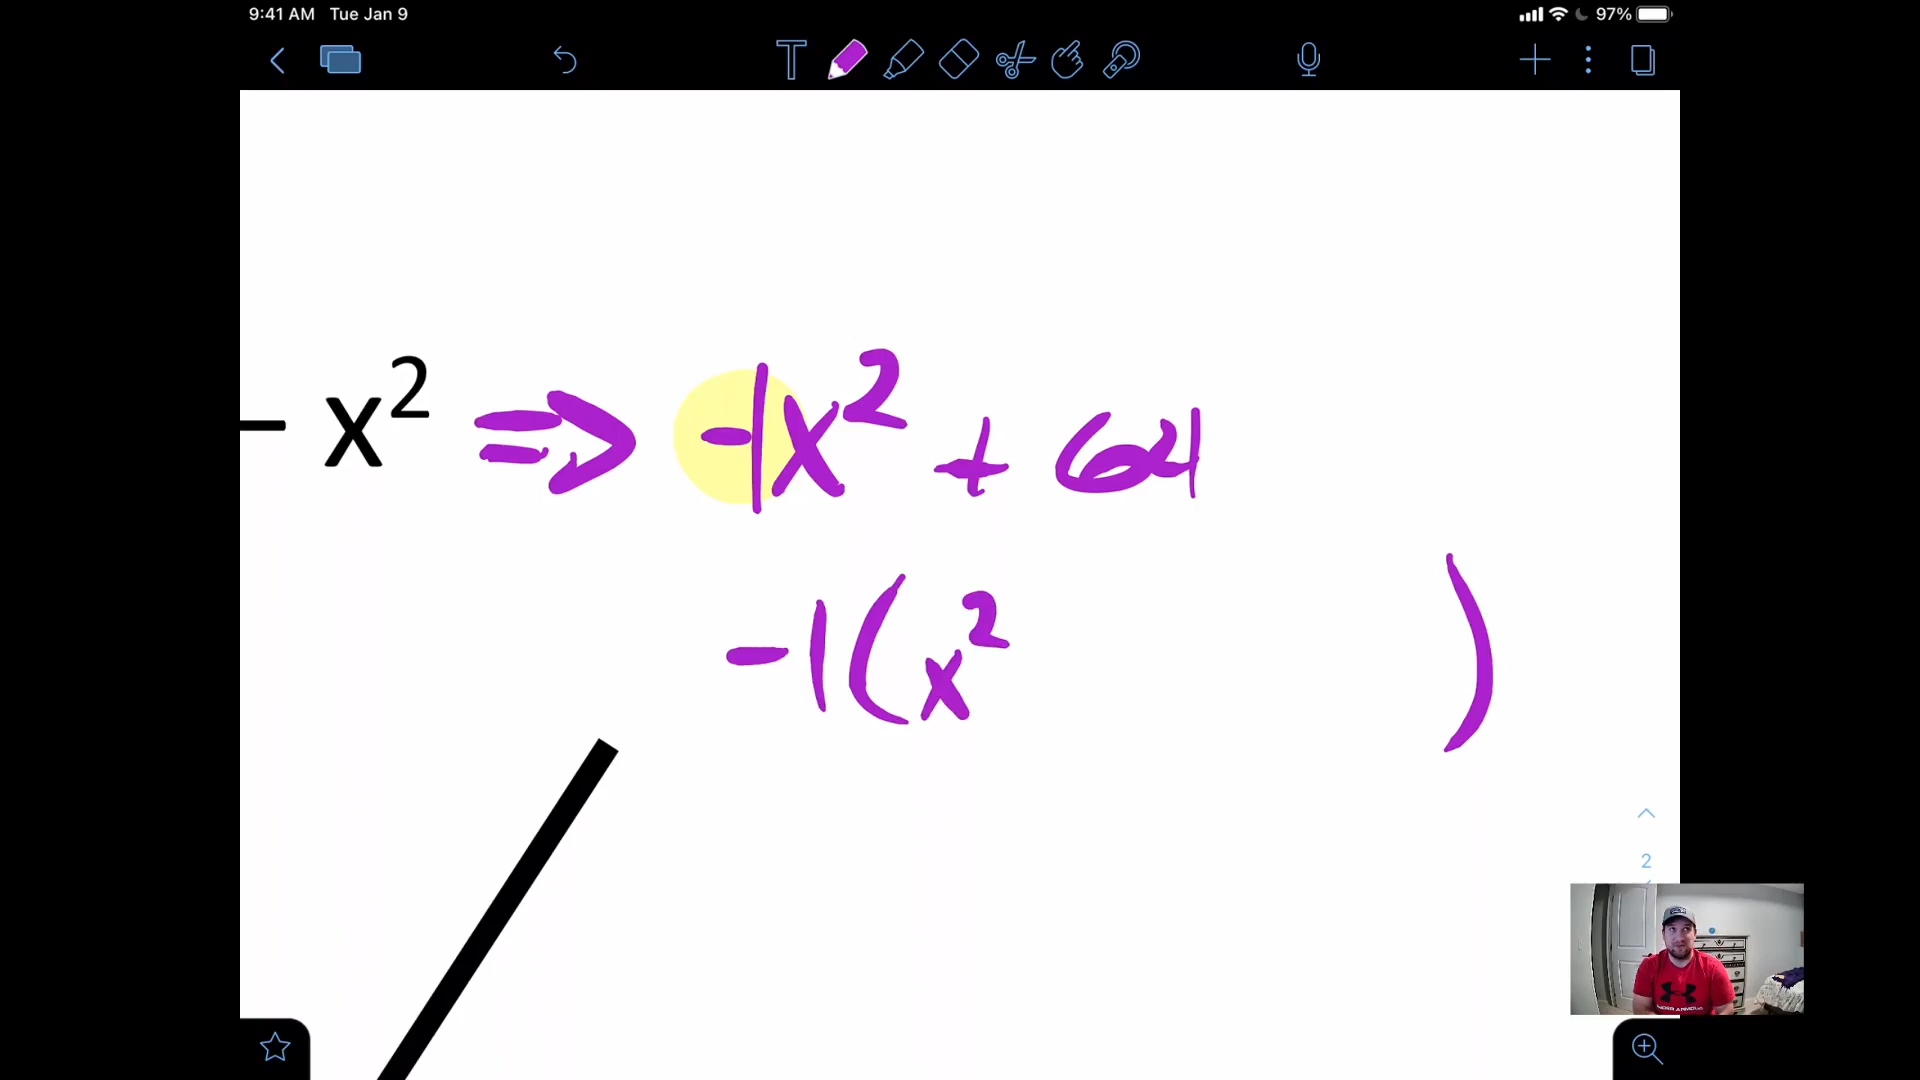 9:41 AM Tue Jan 9
97%
T
- x² => -1x² + 64
-1(x² )
2